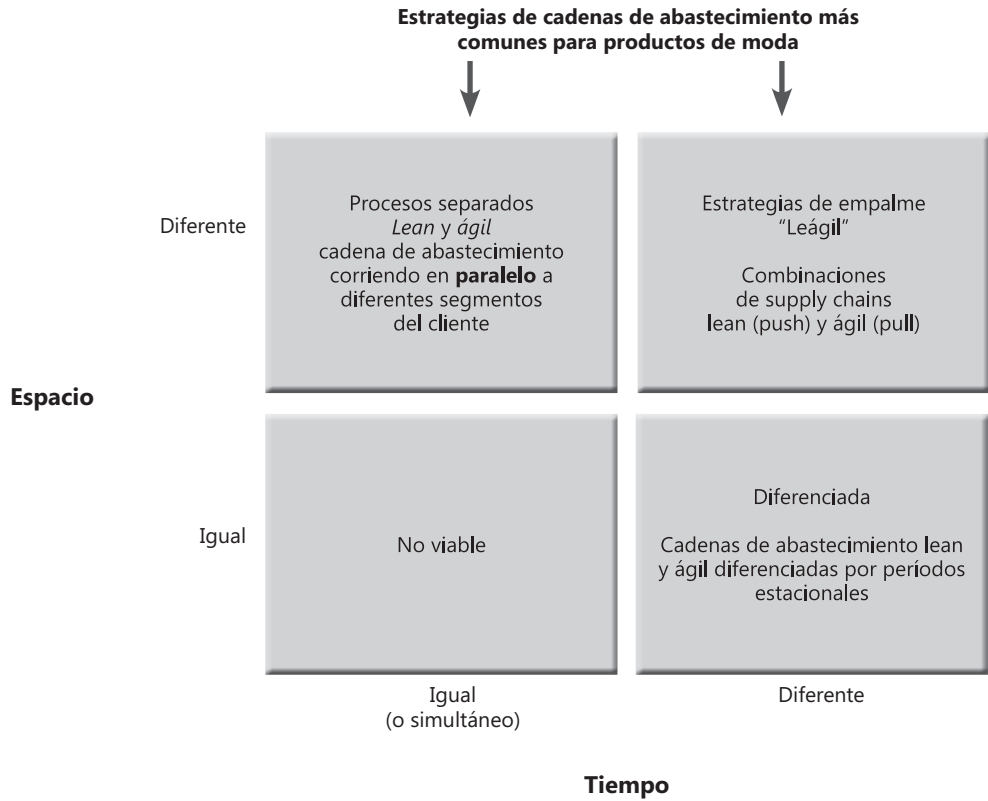 Estrategias de cadenas de abastecimiento más
comunes para productos de moda
Diferente
Procesos separados
Lean y ágil
cadena de abastecimiento
corriendo en paralelo a
diferentes segmentos
del cliente
Estrategias de empalme
“Leágil”
Combinaciones
de supply chains
lean (push) y ágil (pull)
Espacio
Igual
No viable
Diferenciada
Cadenas de abastecimiento lean
y ágil diferenciadas por períodos
estacionales
Igual
(o simultáneo)
Diferente
Tiempo